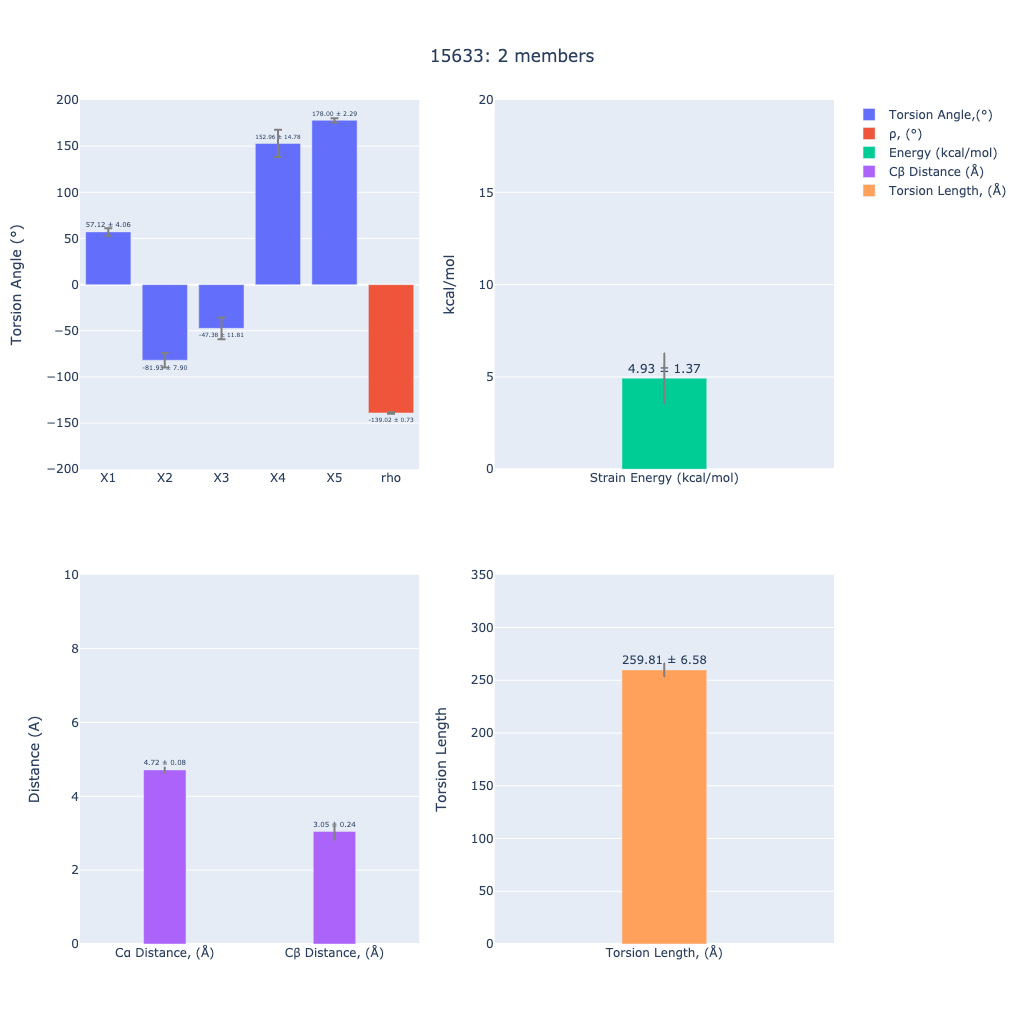 15633: 2 members
200
150
100
50
0
−50
−100
−150
−200
Torsion Angle (°)
57.12 ± 4.06
-81.93 ± 7.90
-47.38 ± 11.81
152.96 ± 14.78
178.00 ± 2.29
-139.02 ± 0.73
X1 X2 X3 X4 X5 rho
20
15
10
5
0
kcal/mol
4.93 ± 1.37
Strain Energy (kcal/mol)
Torsion Angle,(°)
ρ, (°)
Energy (kcal/mol)
Cβ Distance (Å)
Torsion Length, (Å)
10
8
6
4
2
0
Distance (A)
4.72 ± 0.08
3.05 ± 0.24
Cα Distance, (Å) Cβ Distance, (Å)
350
300
250
200
150
100
50
0
Torsion Length
259.81 ± 6.58
Torsion Length, (Å)